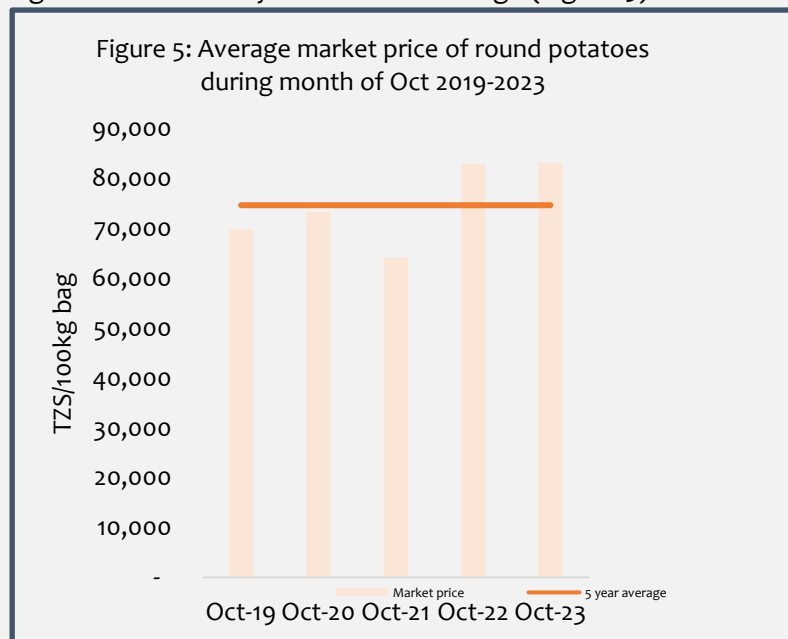 Figure 5: Average market price of round potatoes
during month of Oct 2019-2023
90,000
80,000
70,000
60,000
50,000
40,000
30,000
20,000
10,000
-
TZS/100kg bag
Market price
5 year average
Oct-19 Oct-20 Oct-21 Oct-22 Oct-23